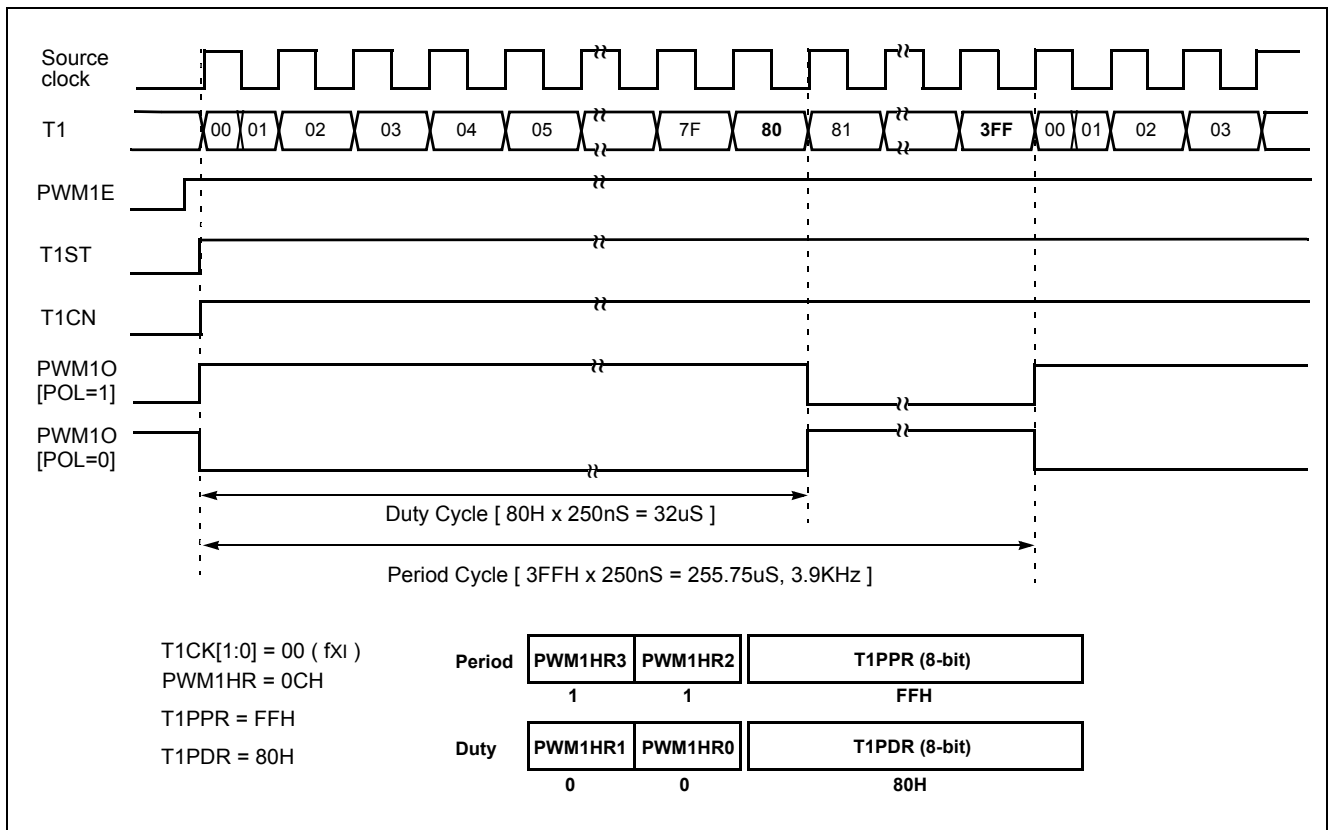 Source
clock
T1
00 01 02 03 04 05 7F 80 81 3FF 00 01 02 03
PWM1E
T1ST
T1CN
PWM1O
[POL=1]
PWM1O
[POL=0]
Duty Cycle [ 80H x 250nS = 32uS ]
Period Cycle [ 3FFH x 250nS = 255.75uS, 3.9KHz ]
T1CK[1:0] = 00 ( fXI )
PWM1HR = 0CH
T1PPR = FFH
T1PDR = 80H
Period PWM1HR3 PWM1HR2 T1PPR (8-bit)
1 1 FFH
Duty PWM1HR1 PWM1HR0 T1PDR (8-bit)
0 0 80H